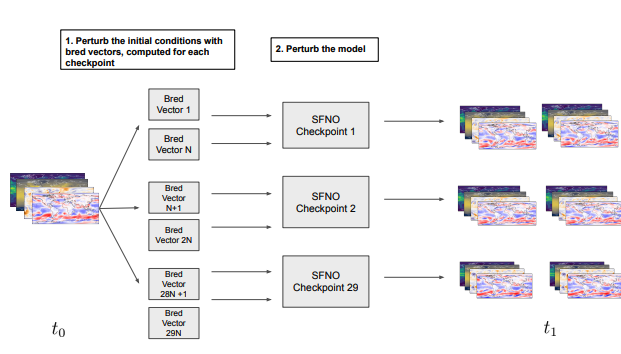 1. Perturb the initial conditions with
bred vectors, computed for each
checkpoint
2. Perturb the model
Bred
Vector 1
Bred
Vector N
SFNO
Checkpoint 1
Bred
Vector
N+1
Bred
Vector 2N
SFNO
Checkpoint 2
Bred
Vector
28N +1
Bred
Vector
29N
SFNO
Checkpoint 29
t0
t1